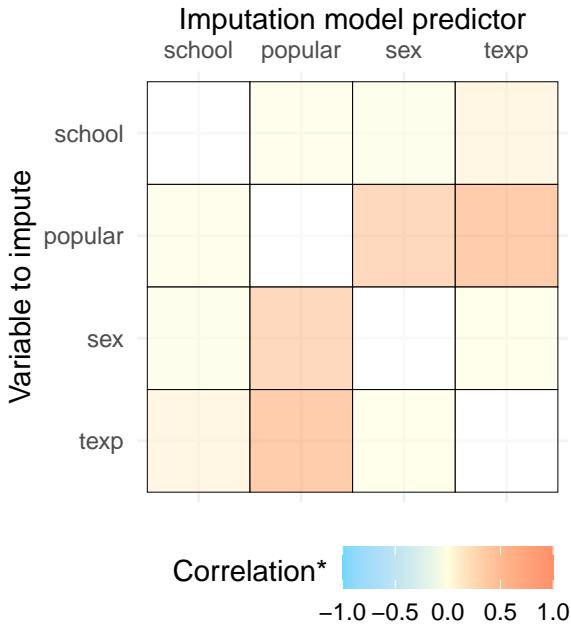 Imputation model predictor
school popular sex texp
Variable to impute
school
popular
sex
texp
Correlation*
−1.0 −0.5 0.0 0.5 1.0